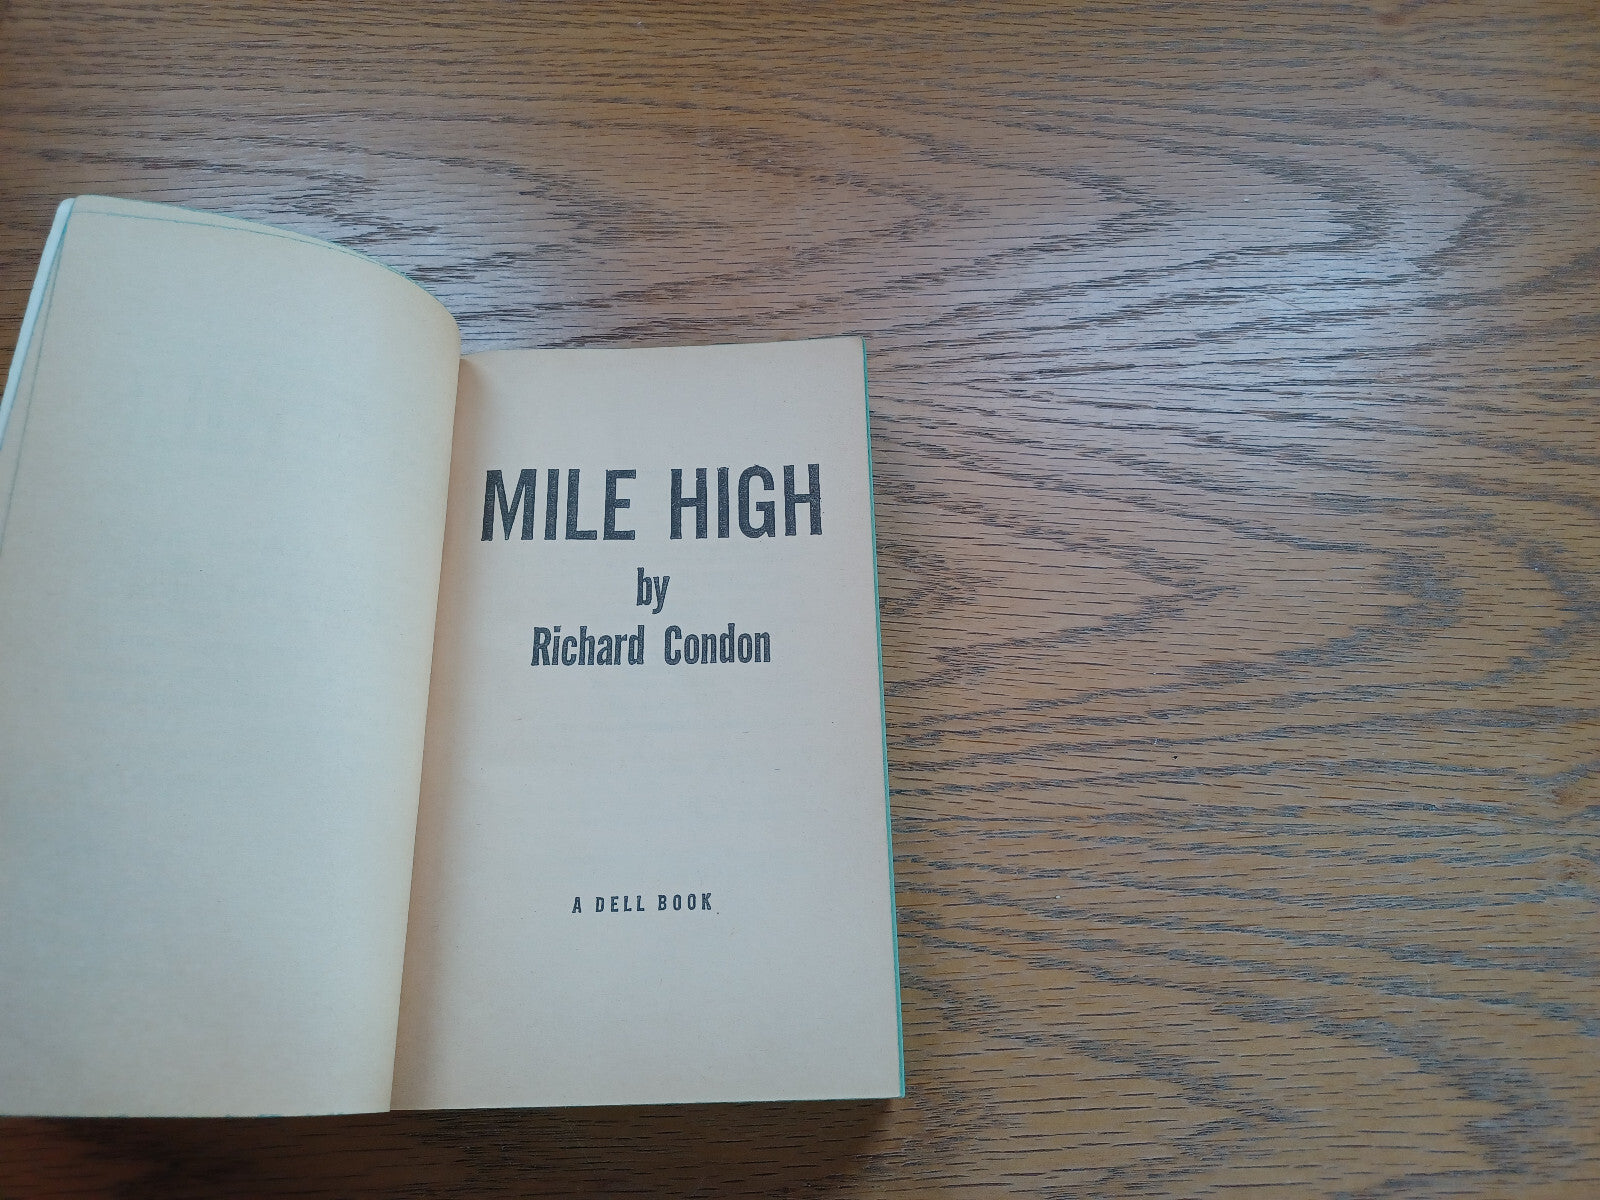 MILE HIGH
by
Richard Condon
A DELL BOOK